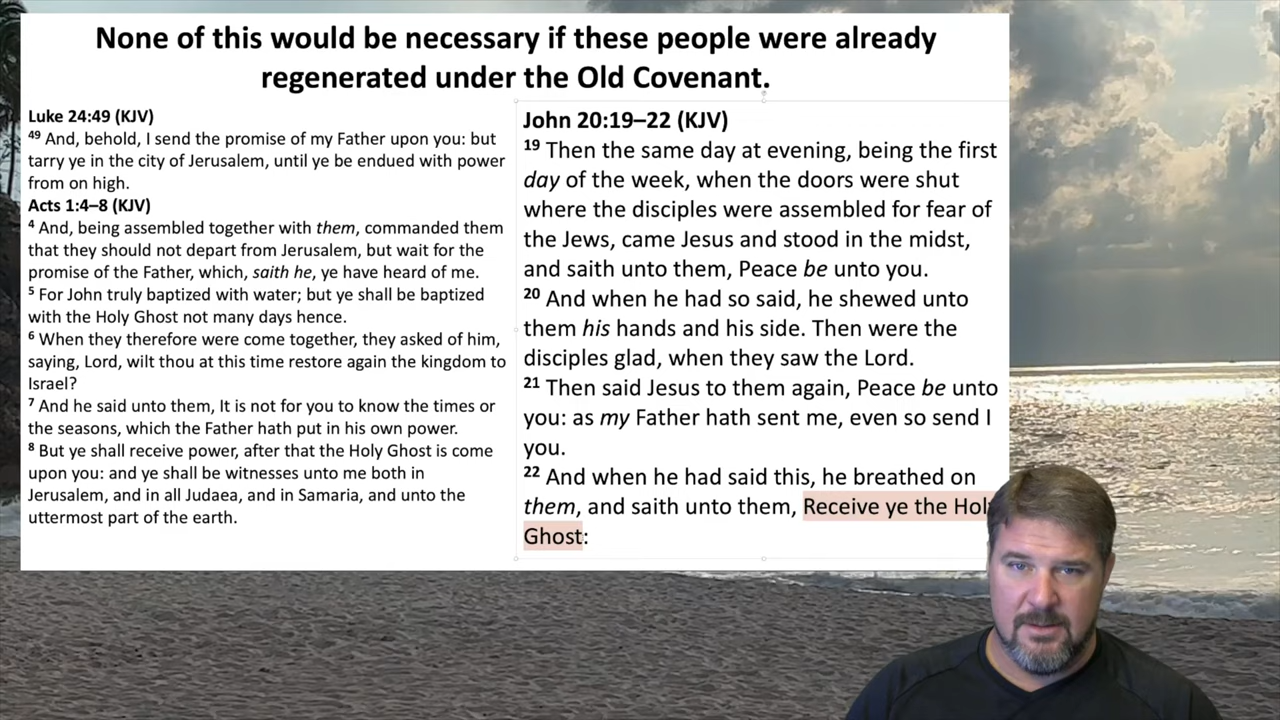 None of this would be necessary if these people were already
regenerated under the Old Covenant.
Luke 24:49 (KJV)
49 And, behold, I send the promise of my Father upon you: but
tarry ye in the city of Jerusalem, until ye be endued with power
from on high.
Acts 1:4–8 (KJV)
4 And, being assembled together with them, commanded them
that they should not depart from Jerusalem, but wait for the
promise of the Father, which, saith he, ye have heard of me.
5 For John truly baptized with water; but ye shall be baptized
with the Holy Ghost not many days hence.
6 When they therefore were come together, they asked of him,
saying, Lord, wilt thou at this time restore again the kingdom to
Israel?
7 And he said unto them, It is not for you to know the times or
the seasons, which the Father hath put in his own power.
8 But ye shall receive power, after that the Holy Ghost is come
upon you: and ye shall be witnesses unto me both in
Jerusalem, and in all Judaea, and in Samaria, and unto the
uttermost part of the earth.
John 20:19–22 (KJV)
19 Then the same day at evening, being the first
day of the week, when the doors were shut
where the disciples were assembled for fear of
the Jews, came Jesus and stood in the midst,
and saith unto them, Peace be unto you.
20 And when he had so said, he shewed unto
them his hands and his side. Then were the
disciples glad, when they saw the Lord.
21 Then said Jesus to them again, Peace be unto
you: as my Father hath sent me, even so send I
you.
22 And when he had said this, he breathed on
them, and saith unto them, Receive ye the Holy
Ghost: